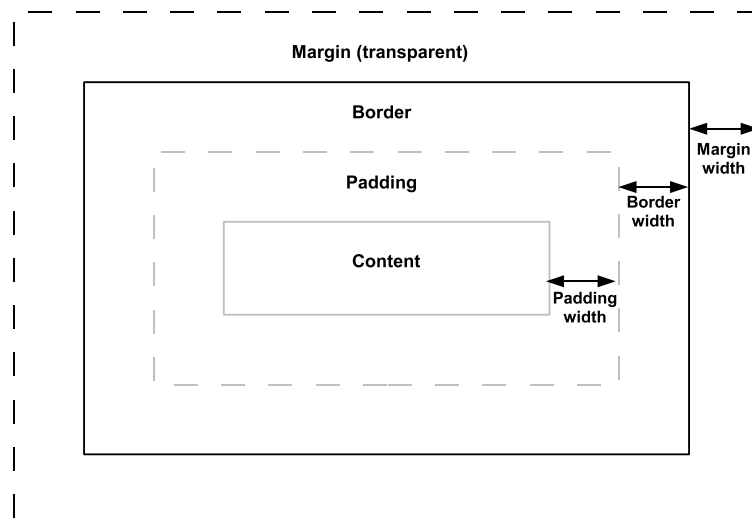 Margin (transparent)
Border
Margin
width
Padding
Border
width
Content
Padding
width